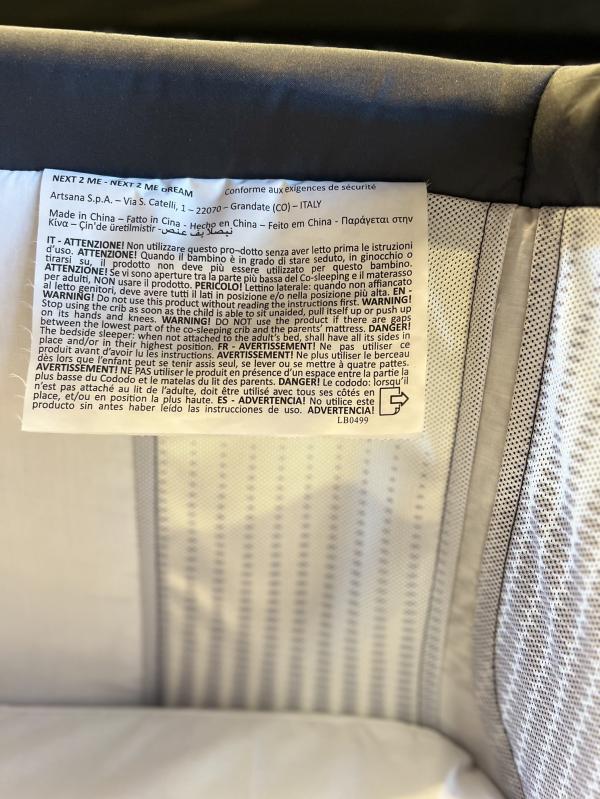 NEXT 2 ME - NEXT 2 ME DREAM conforme aux exigences de sécurité
Artsana S.p.A. – Via S. Catelli, 1 – 22070 – Grandate (CO) – ITALY
Made in China – Fatto in Cina - Hecho en China – Feito em China - Παράγεται στην
Κίνα – Çin'de üretilmiştir -
IT - ATTENZIONE! Non utilizzare questo pro¬dotto senza aver letto prima le istruzioni
d'uso. ATTENZIONE! Quando il bambino è in grado di stare seduto, in ginocchio o
tirarsi su, il prodotto non deve più essere utilizzato per questo bambino.
ATTENZIONE! Se vi sono aperture tra la parte più bassa del Co-sleeping e il materasso
per adulti, NON usare il prodotto. PERICOLO! Lettino laterale: quando non affiancato
al letto genitori, deve avere tutti il lati in posizione e/o nella posizione più alta. EN -
WARNING! Do not use this product without reading the instructions first. WARNING!
Stop using the crib as soon as the child is able to sit unaided, pull itself up or push up
on its hands and knees. WARNING! DO NOT use the product if there are gaps
between the lowest part of the co-sleeping crib and the parents' mattress. DANGER!
The bedside sleeper: when not attached to the adult's bed, shall have all its sides in
place and/or in their highest position. FR - AVERTISSEMENT! Ne pas utiliser ce
produit avant d'avoir lu les instructions. AVERTISSEMENT! Ne plus utiliser le berceau
dès lors que l'enfant peut se tenir assis seul, se lever ou se mettre à quatre pattes.
AVERTISSEMENT! NE PAS utiliser le produit en présence d'un espace entre la partie la
plus basse du Cododo et le matelas du lit des parents. DANGER! Le cododo: lorsqu'il
n'est pas attaché au lit de l'adulte, doit être utilisé avec tous ses côtés en
place, et/ou en position la plus haute. ES - ADVERTENCIA! No utilice este
producto sin antes haber leído las instrucciones de uso. ADVERTENCIA!
LB0499